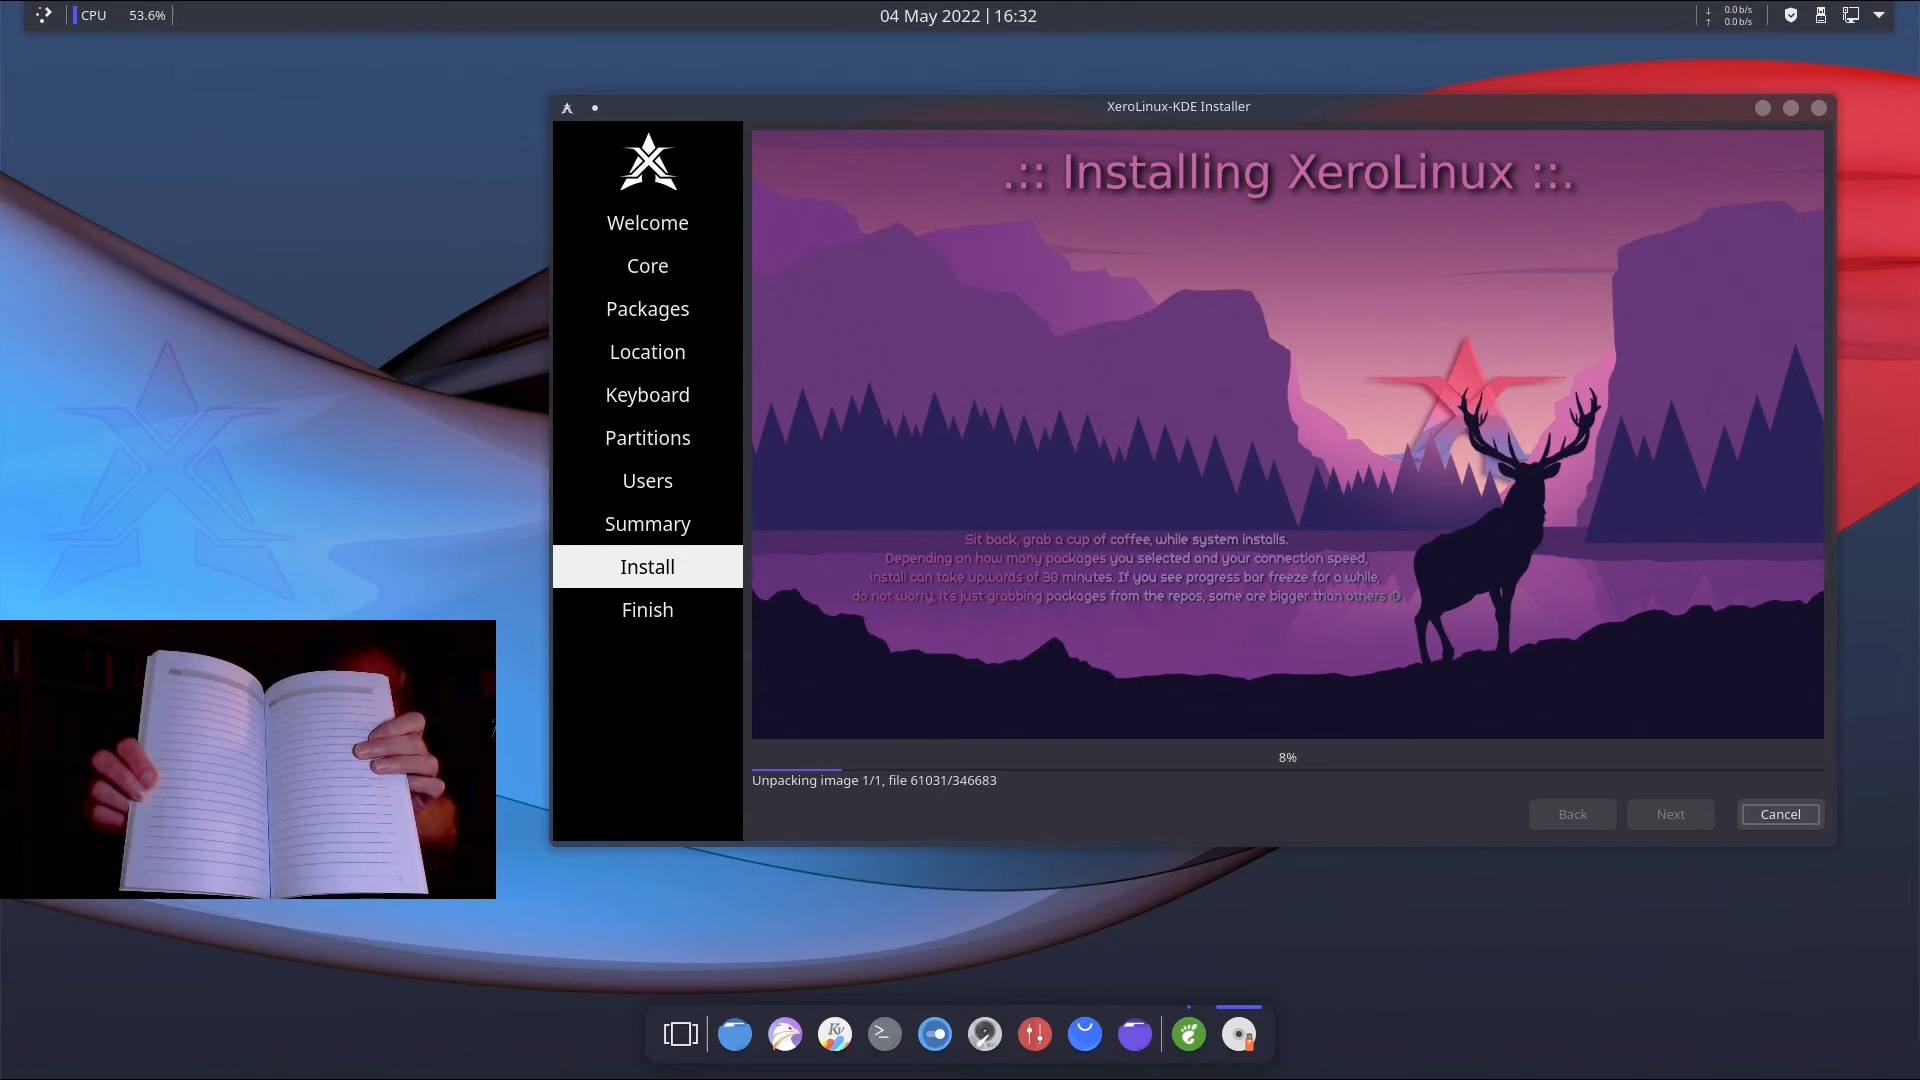 CPU 53.6%
04 May 2022 | 16:32
↓ 0.0 b/s
↑ 0.0 b/s
XeroLinux-KDE Installer
Welcome
Core
Packages
Location
Keyboard
Partitions
Users
Summary
Install
Finish
.:: Installing XeroLinux ::.
Sit back, grab a cup of coffee, while system installs.
Depending on how many packages you selected and your connection speed,
install can take upwards of 30 minutes. If you see progress bar freeze for a while,
do not worry, it's just grabbing packages from the repos, some are bigger than others :D
8%
Unpacking image 1/1, file 61031/346683
Back
Next
Cancel
Kv